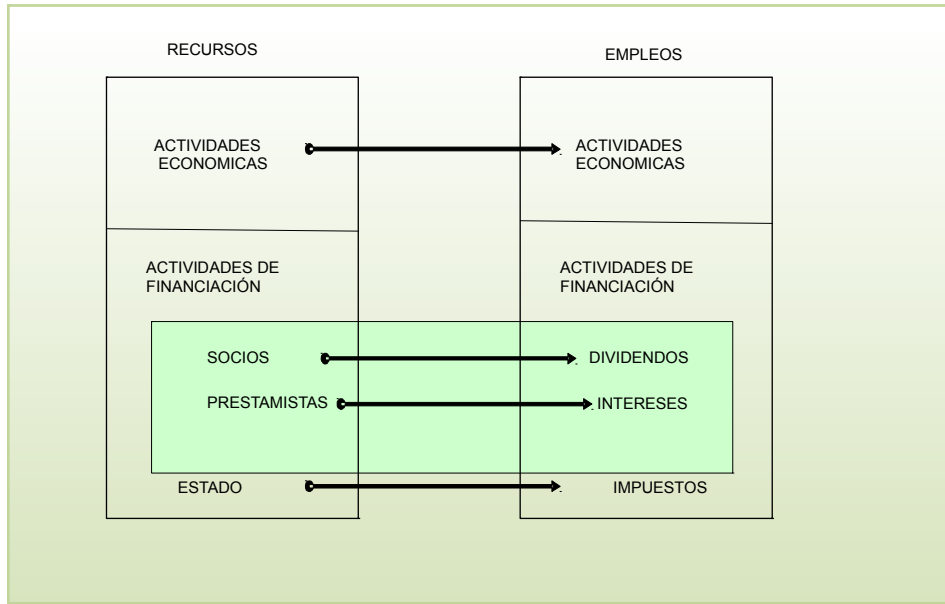 RECURSOS
EMPLEOS
ACTIVIDADES
ECONOMICAS
ACTIVIDADES
ECONOMICAS
ACTIVIDADES DE
FINANCIACIÓN
ACTIVIDADES DE
FINANCIACIÓN
SOCIOS
DIVIDENDOS
PRESTAMISTAS
INTERESES
ESTADO
IMPUESTOS